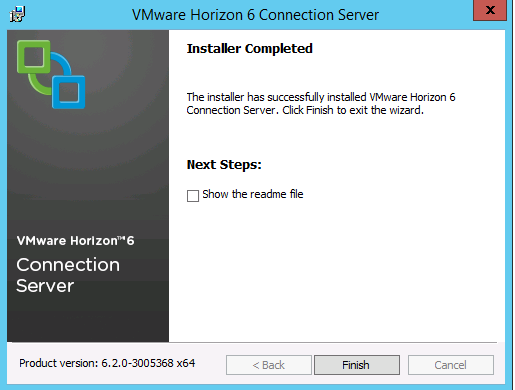 VMware Horizon 6 Connection Server
x
Installer Completed
The installer has successfully installed VMware Horizon 6
Connection Server. Click Finish to exit the wizard.
Next Steps:
Show the readme file
VMware Horizon™6
Connection
Server
Product version: 6.2.0-3005368 x64
< Back
Finish
Cancel